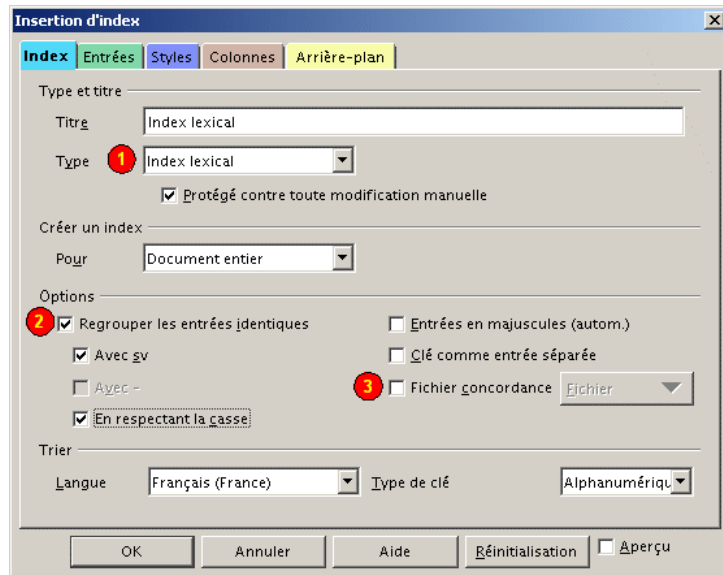 Insertion d'index
Index Entrées Styles Colonnes Arrière-plan
Type et titre
Titre Index lexical
Type 1 Index lexical
Protégé contre toute modification manuelle
Créer un index
Pour Document entier
Options
2 Regrouper les entrées identiques Entrées en majuscules (autom.)
Avec sv Clé comme entrée séparée
Avec - 3 Fichier concordance Fichier
En respectant la casse
Trier
Langue Français (France) Type de clé Alphanumériqu
OK Annuler Aide Réinitialisation Aperçu